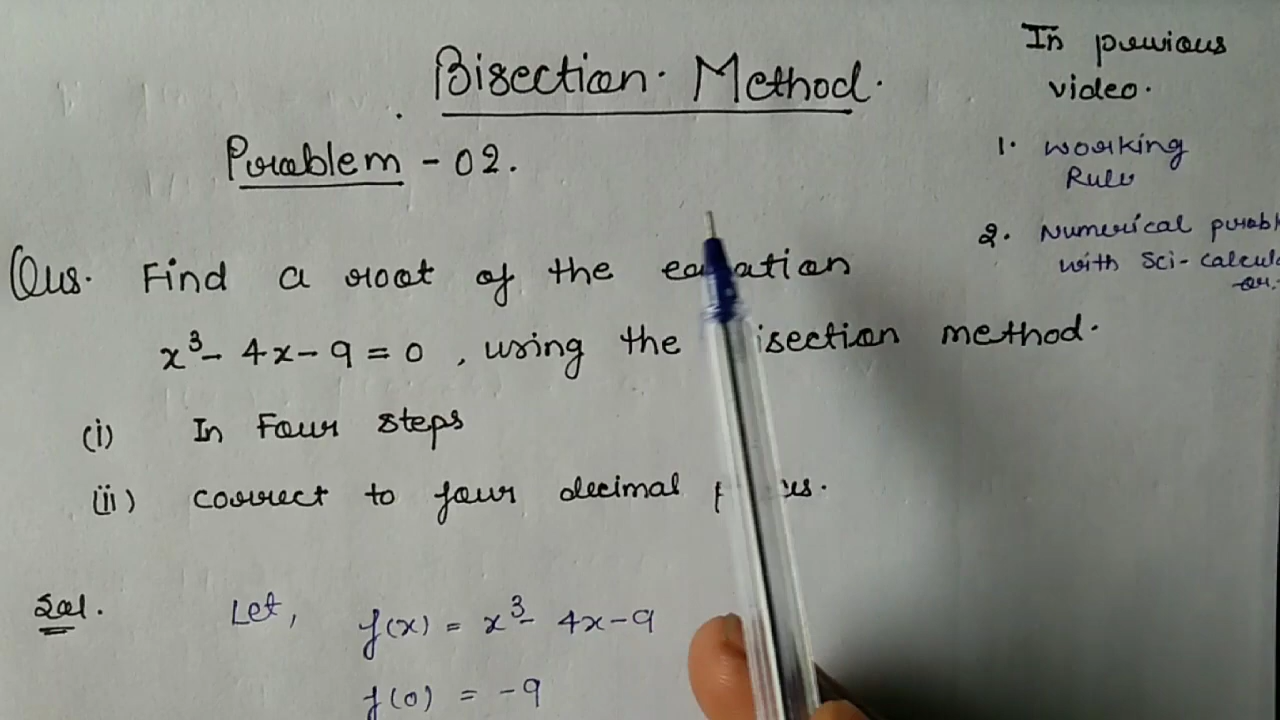 Bisection Method.
Problem - 02.
In previous
video.
1. Working
Rule
2. Numerical
with Sci-
Qus. Find a root of the equation
x³- 4x - 9 = 0 , using the bisection method.
(i) In Four steps
(ii) correct to four decimal
Sol. Let, f(x) = x³- 4x - 9
f(0) = -9